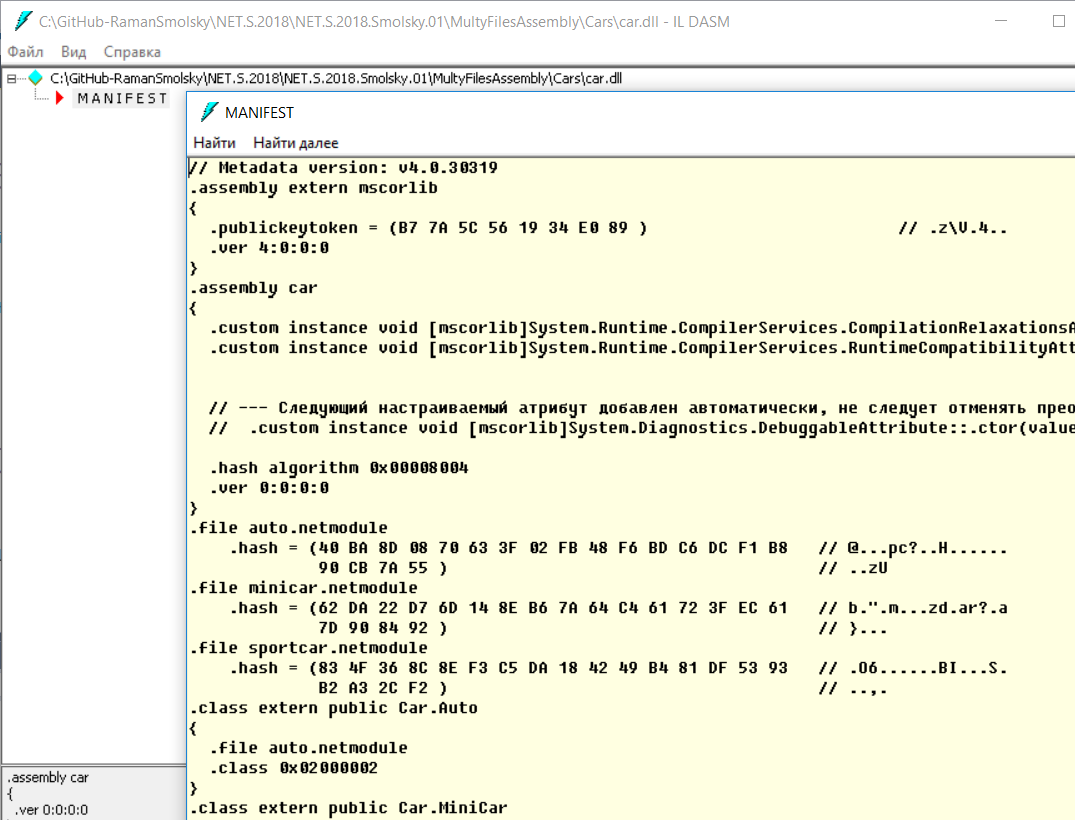 C:\GitHub-RamanSmolsky\NET.S.2018\NET.S.2018.Smolsky.01\MultyFilesAssembly\Cars\car.dll - IL DASM
Файл Вид Справка
C:\GitHub-RamanSmolsky\NET.S.2018\NET.S.2018.Smolsky.01\MultyFilesAssembly\Cars\car.dll
MANIFEST
MANIFEST
Найти Найти далее
// Metadata version: v4.0.30319
.assembly extern mscorlib
{
.publickeytoken = (B7 7A 5C 56 19 34 E0 89 ) // .z\V.4..
.ver 4:0:0:0
}
.assembly car
{
.custom instance void [mscorlib]System.Runtime.CompilerServices.CompilationRelaxationsA
.custom instance void [mscorlib]System.Runtime.CompilerServices.RuntimeCompatibilityAtt
// --- Следующий настраиваемый атрибут добавлен автоматически, не следует отменять прео
// .custom instance void [mscorlib]System.Diagnostics.DebuggableAttribute::.ctor(value
.hash algorithm 0x00008004
.ver 0:0:0:0
}
.file auto.netmodule
.hash = (40 BA 8D 08 70 63 3F 02 FB 48 F6 BD C6 DC F1 B8 // @...pc?..H......
90 CB 7A 55 ) // ..zU
.file minicar.netmodule
.hash = (62 DA 22 D7 6D 14 8E B6 7A 64 C4 61 72 3F EC 61 // b.".m...zd.ar?.a
7D 90 84 92 ) // }...
.file sportcar.netmodule
.hash = (83 4F 36 8C 8E F3 C5 DA 18 42 49 B4 81 DF 53 93 // .O6......BI...S.
B2 A3 2C F2 ) // ..,.
.class extern public Car.Auto
{
.file auto.netmodule
.class 0x02000002
}
.class extern public Car.MiniCar
.assembly car
{
.ver 0:0:0:0